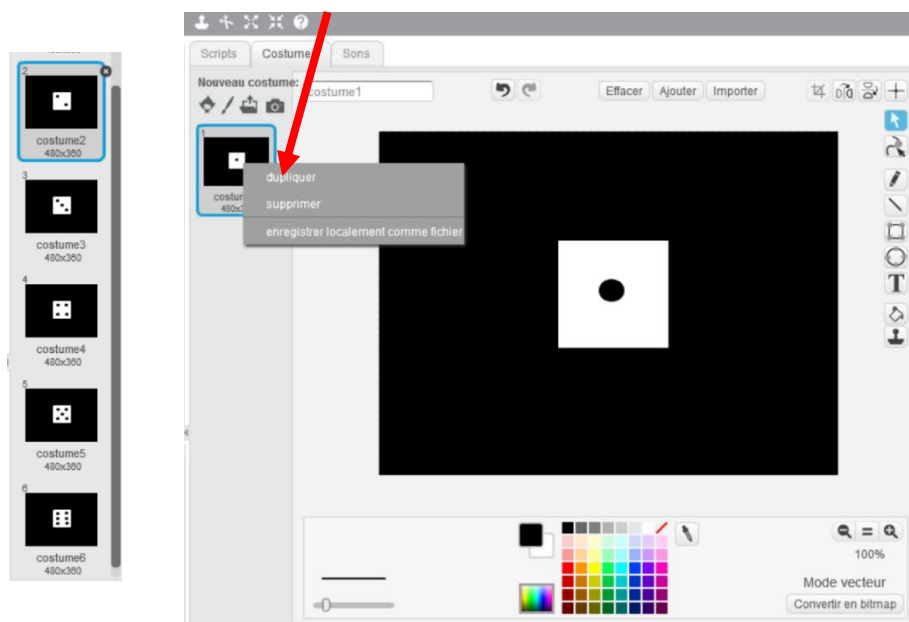 2
costume2
480x360
3
costume3
480x360
4
costume4
480x360
5
costume5
480x360
6
costume6
480x360
Scripts
Sons
Nouveau costume:
costume1
Effacer
Ajouter
Importer
1
dupliquer
supprimer
enregistrer localement comme fichier
T
100%
Mode vecteur
Convertir en bitmap